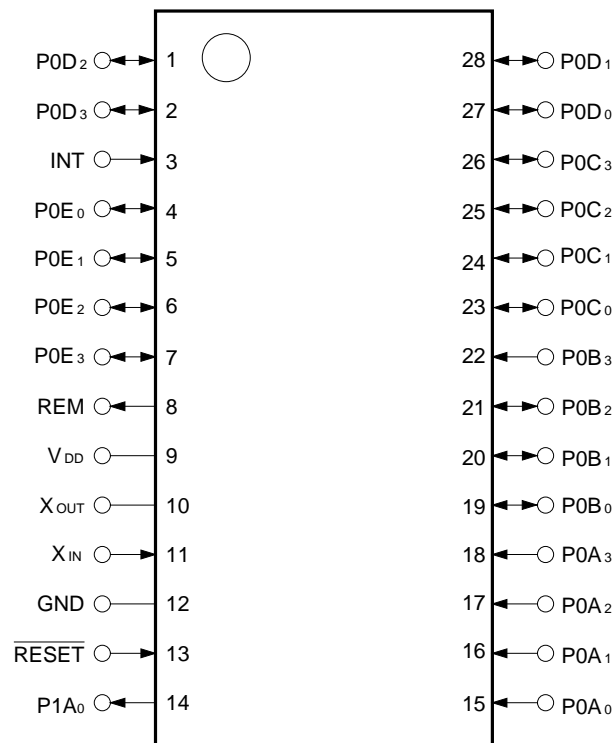 P0D2 1 28 P0D1
P0D3 2 27 P0D0
INT 3 26 P0C3
P0E0 4 25 P0C2
P0E1 5 24 P0C1
P0E2 6 23 P0C0
P0E3 7 22 P0B3
REM 8 21 P0B2
VDD 9 20 P0B1
XOUT 10 19 P0B0
XIN 11 18 P0A3
GND 12 17 P0A2
RESET 13 16 P0A1
P1A0 14 15 P0A0